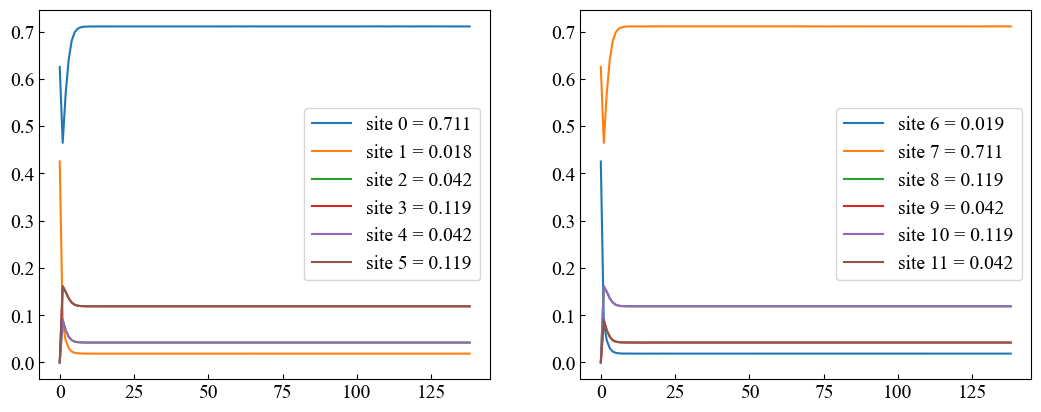 0.7
0.6
0.5
0.4
0.3
0.2
0.1
0.0
site 0 = 0.711
site 1 = 0.018
site 2 = 0.042
site 3 = 0.119
site 4 = 0.042
site 5 = 0.119
0 25 50 75 100 125
0.7
0.6
0.5
0.4
0.3
0.2
0.1
0.0
site 6 = 0.019
site 7 = 0.711
site 8 = 0.119
site 9 = 0.042
site 10 = 0.119
site 11 = 0.042
0 25 50 75 100 125